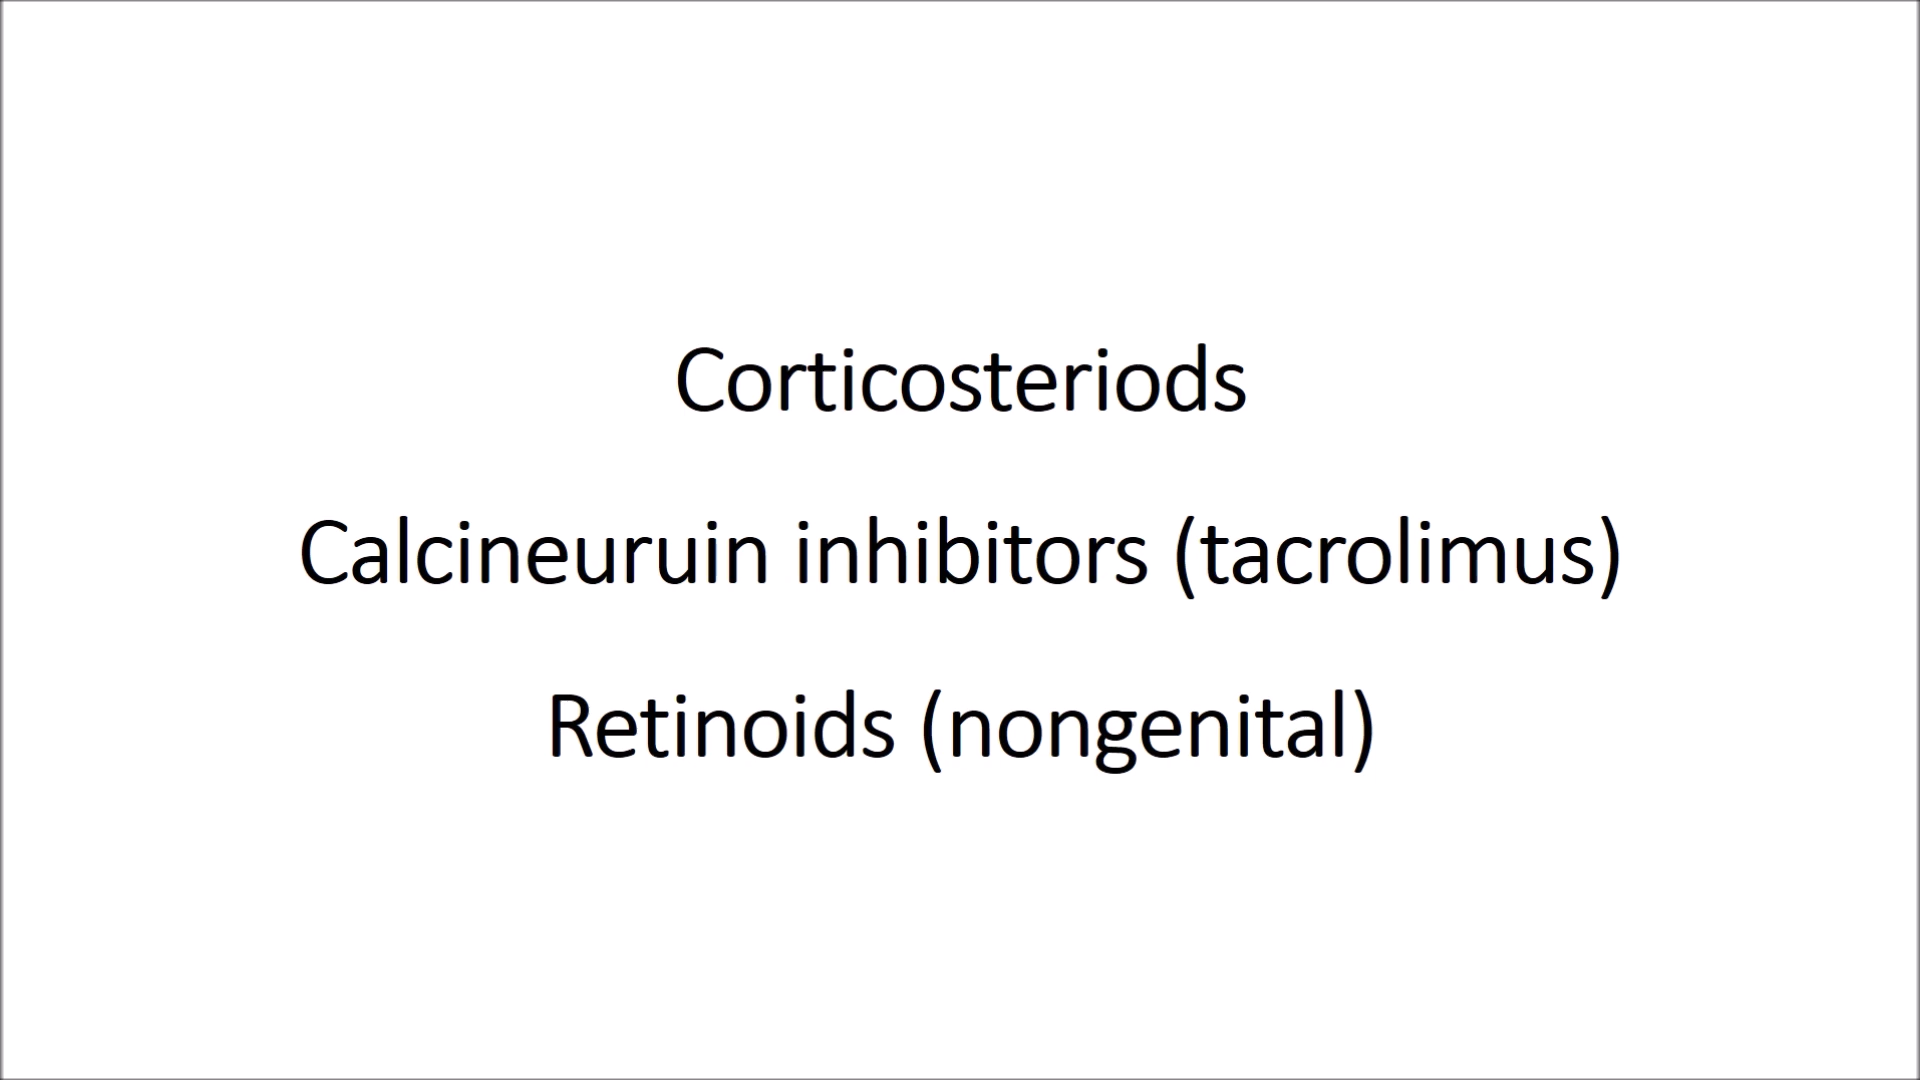 Corticosteriods
Calcineuruin inhibitors (tacrolimus)
Retinoids (nongenital)